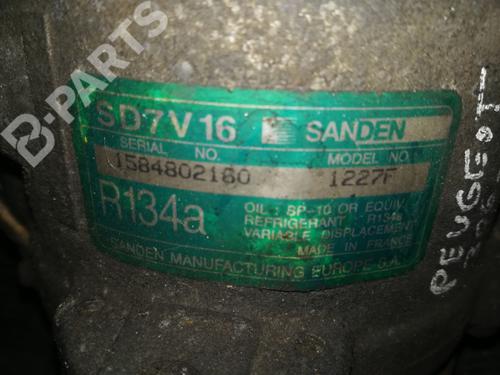 B-PARTS
SD7V16 SANDEN
SERIAL NO. MODEL NO.
1584802160 1227F
R134a
OIL: SP-10 OR EQUIV.
REFRIGERANT: R134a
VARIABLE DISPLACEMENT
MADE IN FRANCE
SANDEN MANUFACTURING EUROPE S.A.
PEUGEOT